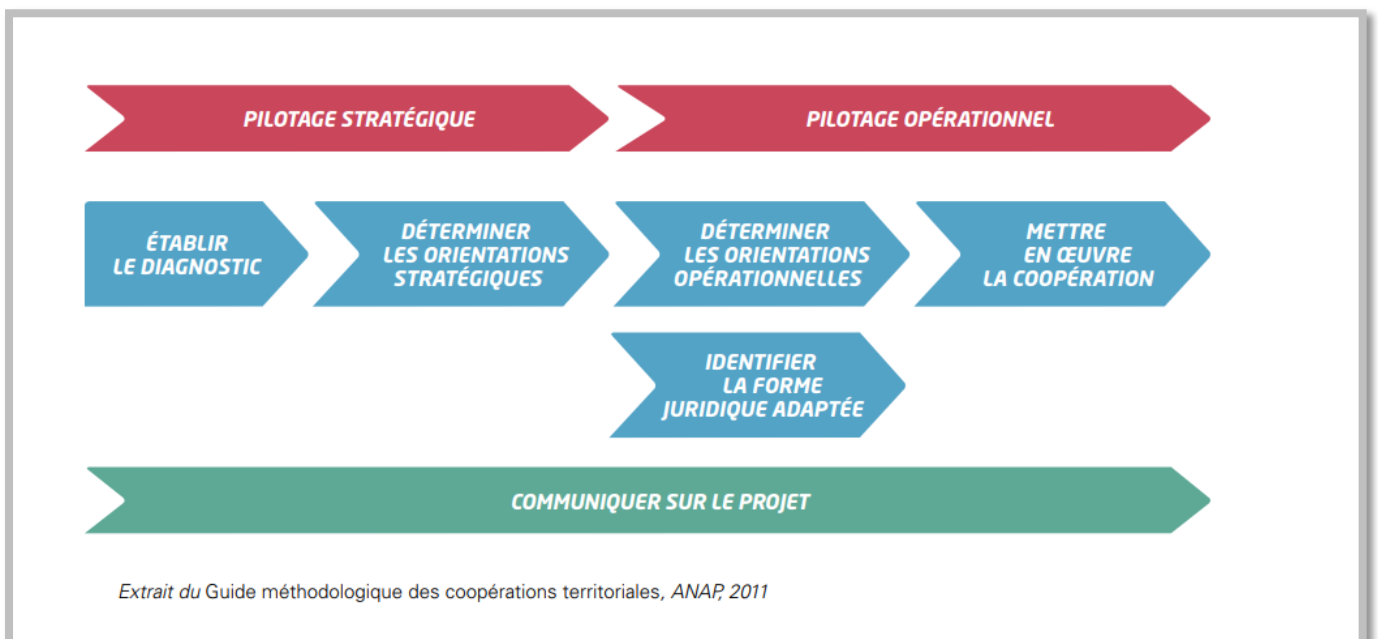 PILOTAGE STRATÉGIQUE
PILOTAGE OPÉRATIONNEL
ÉTABLIR
LE DIAGNOSTIC
DÉTERMINER
LES ORIENTATIONS
STRATÉGIQUES
DÉTERMINER
LES ORIENTATIONS
OPÉRATIONNELLES
METTRE
EN ŒUVRE
LA COOPÉRATION
IDENTIFIER
LA FORME
JURIDIQUE ADAPTÉE
COMMUNIQUER SUR LE PROJET
Extrait du Guide méthodologique des coopérations territoriales, ANAP, 2011